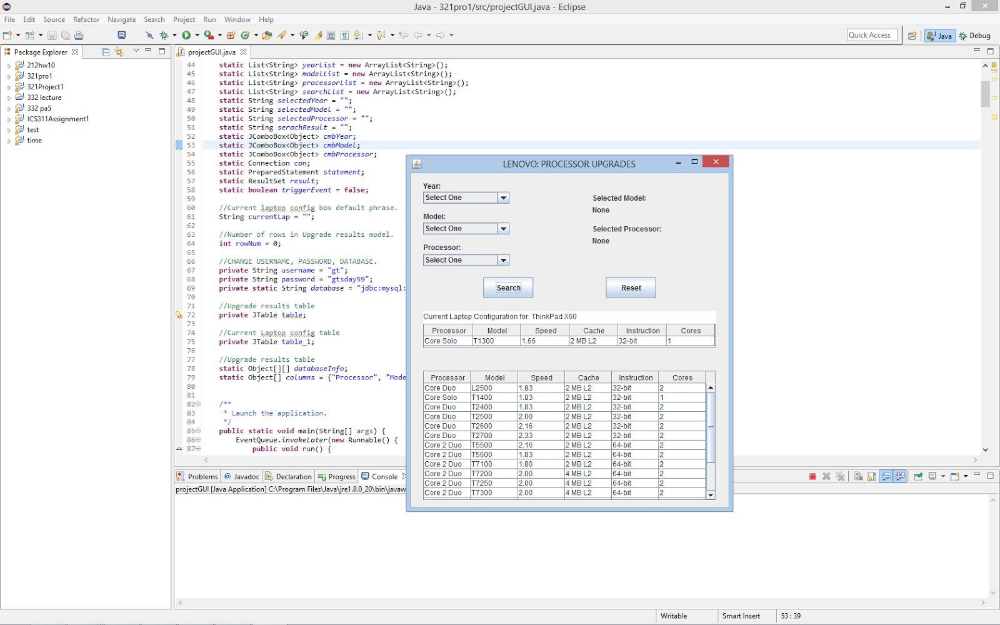 Java - 321pro1/src/projectGUI.java - Eclipse
File Edit Source Refactor Navigate Search Project Run Window Help
Quick Access Java Debug
Package Explorer
212hw10
321pro1
321Project1
332 lecture
332 pa5
ICS311Assignment1
test
time
projectGUI.java
44 static List<String> yearList = new ArrayList<String>();
45 static List<String> modelList = new ArrayList<String>();
46 static List<String> processorList = new ArrayList<String>();
47 static List<String> searchList = new ArrayList<String>();
48 static String selectedYear = "";
49 static String selectedModel = "";
50 static String selectedProcessor = "";
51 static String serachResult = "";
52 static JComboBox<Object> cmbYear;
53 static JComboBox<Object> cmbModel;
54 static JComboBox<Object> cmbProcessor;
55 static Connection con;
56 static PreparedStatement statement;
57 static ResultSet result;
58 static boolean triggerEvent = false;
59
60 //Current laptop config box default phrase.
61 String currentLap = "";
62
63 //Number of rows in Upgrade results model.
64 int rowNum = 0;
65
66 //CHANGE USERNAME, PASSWORD, DATABASE.
67 private String username = "gt";
68 private String password = "gtsday59";
69 private static String database = "jdbc:mysql:
70
71 //Upgrade results table
72 private JTable table;
73
74 //Current Laptop config table
75 private JTable table_1;
76
77 //Upgrade results table
78 static Object[][] databaseInfo;
79 static Object[] columns = {"Processor", "Mode
80
81
82 /**
83 * Launch the application.
84 */
85 public static void main(String[] args) {
86 EventQueue.invokeLater(new Runnable() {
87 public void run() {
LENOVO: PROCESSOR UPGRADES
Year:
Select One
Model:
Select One
Processor:
Select One
Selected Model:
None
Selected Processor:
None
Search Reset
Current Laptop Configuration for: ThinkPad X60
Processor Model Speed Cache Instruction Cores
Core Solo T1300 1.66 2 MB L2 32-bit 1
Processor Model Speed Cache Instruction Cores
Core Duo L2500 1.83 2 MB L2 32-bit 2
Core Solo T1400 1.83 2 MB L2 32-bit 1
Core Duo T2400 1.83 2 MB L2 32-bit 2
Core Duo T2500 2.00 2 MB L2 32-bit 2
Core Duo T2600 2.16 2 MB L2 32-bit 2
Core Duo T2700 2.33 2 MB L2 32-bit 2
Core 2 Duo T5500 2.16 2 MB L2 64-bit 2
Core 2 Duo T5600 1.83 2 MB L2 64-bit 2
Core 2 Duo T7100 1.80 2 MB L2 64-bit 2
Core 2 Duo T7200 2.00 4 MB L2 64-bit 2
Core 2 Duo T7250 2.00 4 MB L2 64-bit 2
Core 2 Duo T7300 2.00 4 MB L2 64-bit 2
Problems Javadoc Declaration Progress Console
projectGUI [Java Application] C:\Program Files\Java\jre1.8.0_20\bin\javaw
Writable Smart Insert 53 : 39